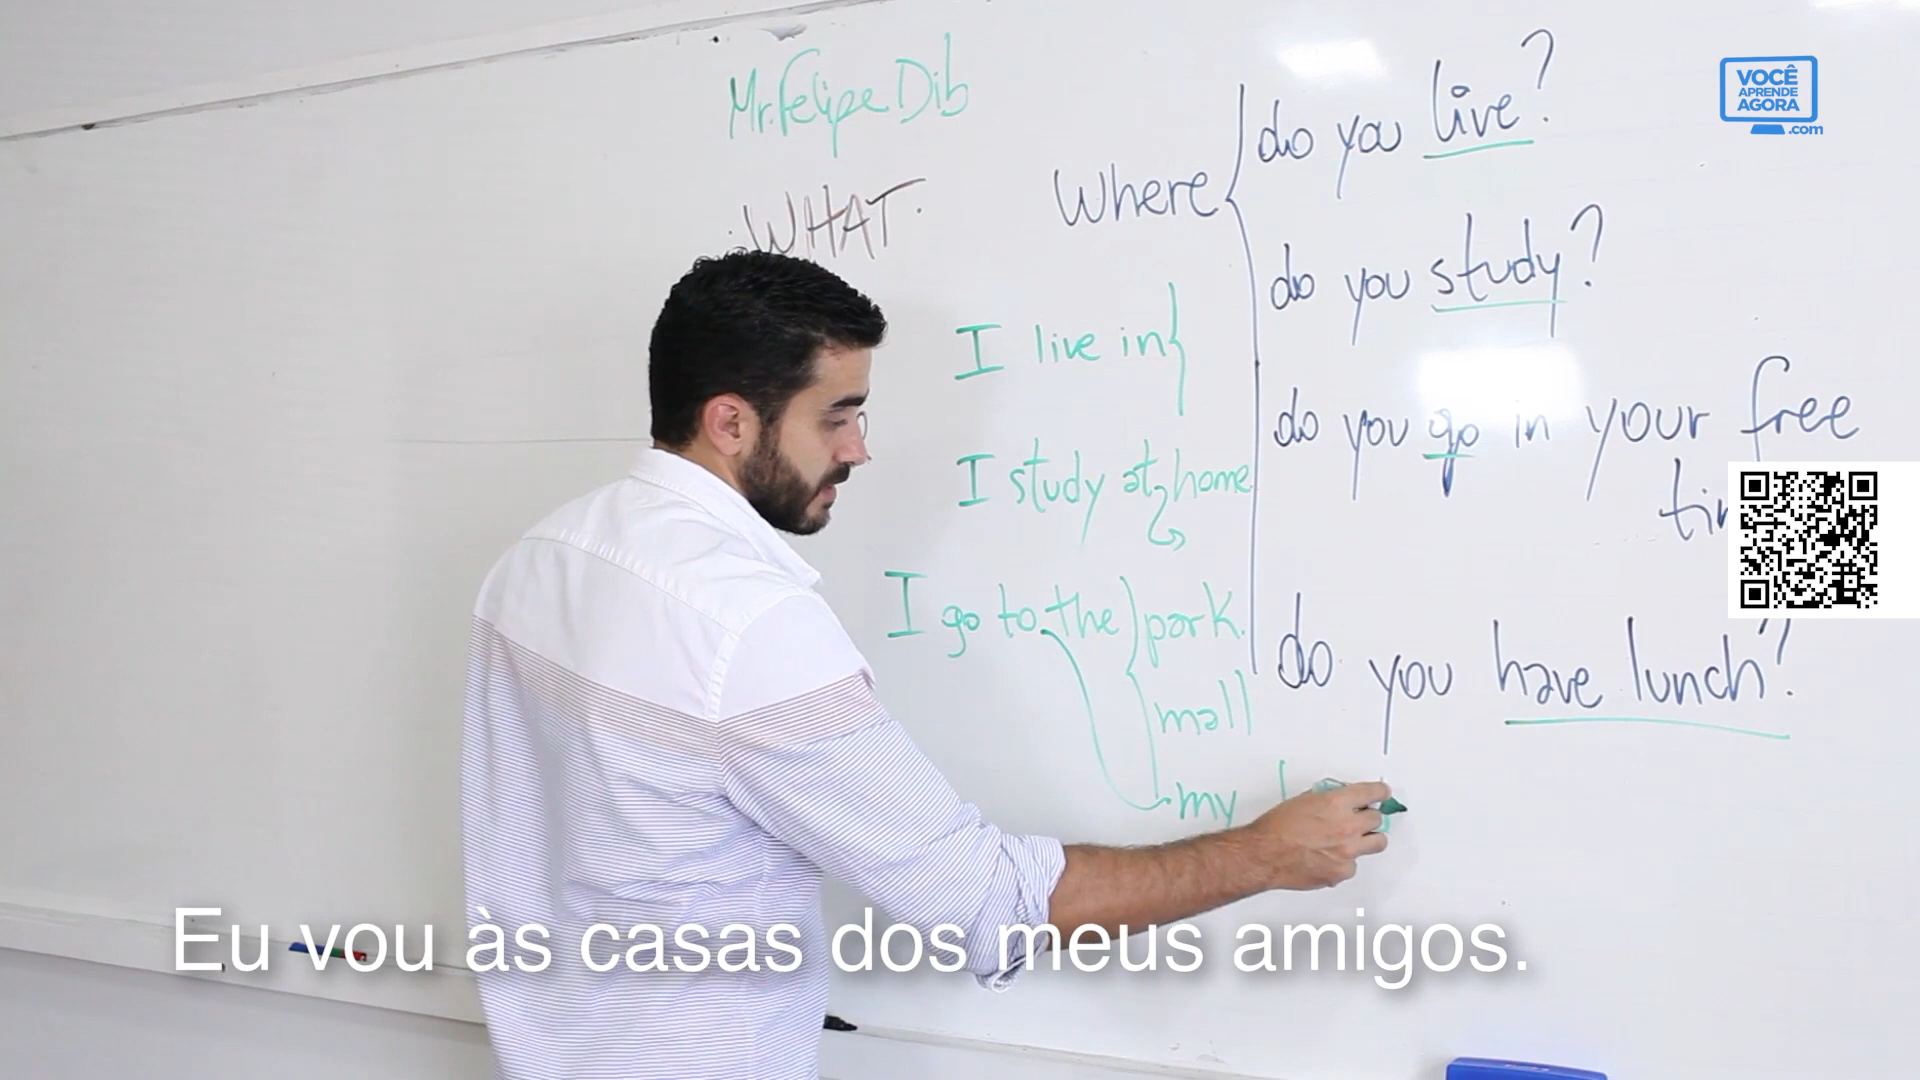 Mr. Felipe Dib
VOCÊ
APRENDE
AGORA
.com
WHAT.
Where
do you live?
do you study?
do you go in your free
do you have lunch?
I live in
I study at home
I go to the park.
mall
my
Eu vou às casas dos meus amigos.